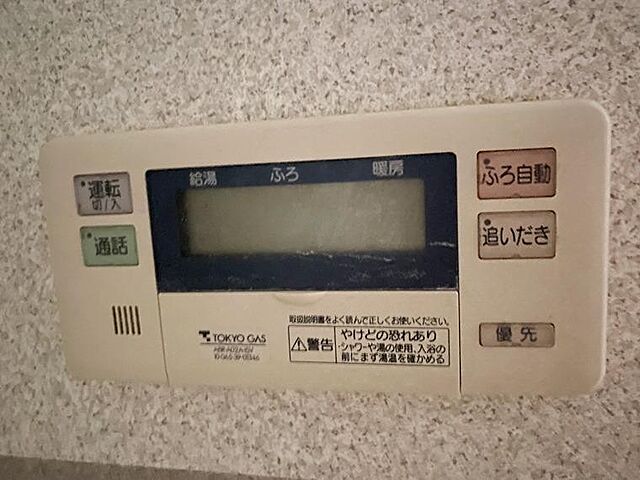 給湯 ふろ 暖房
運転
切/入
通話
ふろ自動
追いだき
優先
取扱説明書をよく読んで正しくお使いください。
TOKYO GAS
警告
やけどの恐れあり
・シャワーや湯の使用、入浴の
前にまず湯温を確かめる